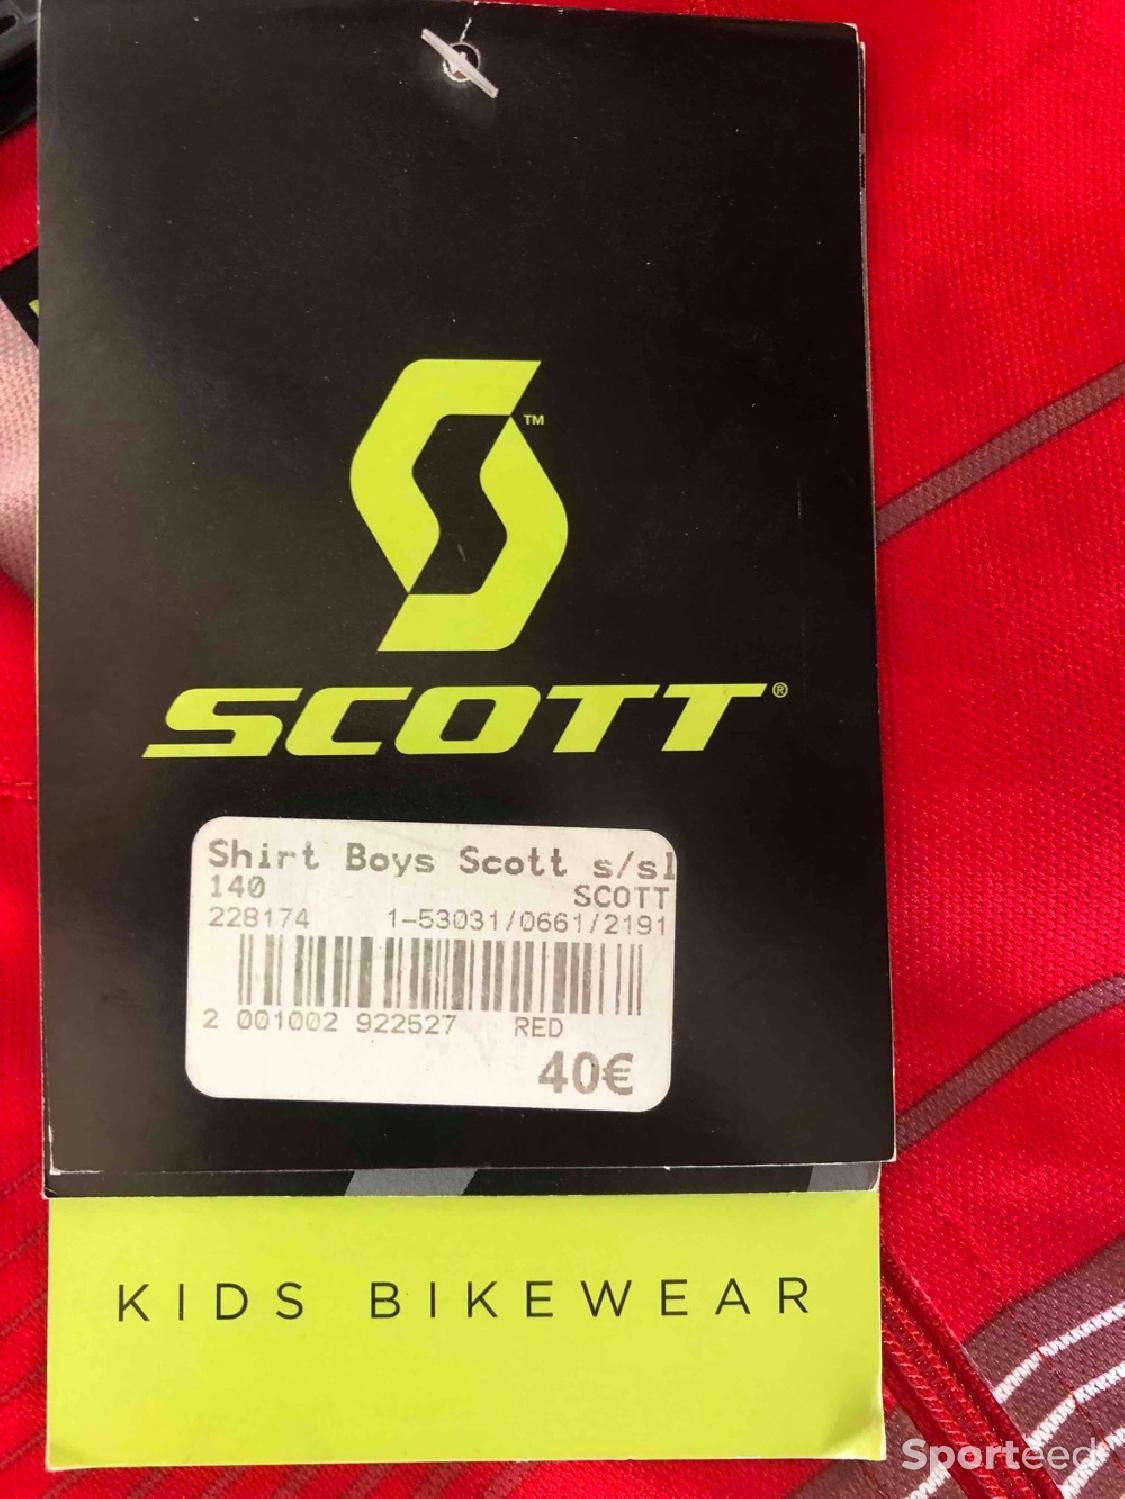 TM
SCOTT®
Shirt Boys Scott s/sl
140 SCOTT
228174 1-53031/0661/2191
2 001002 922527 RED
40€
KIDS BIKEWEAR
Sporteed